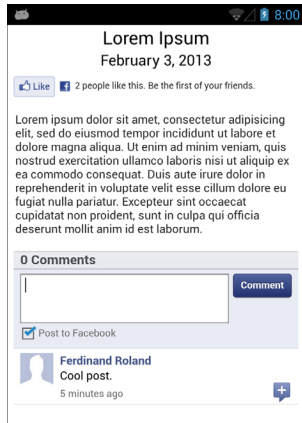 8:00
Lorem Ipsum
February 3, 2013
Like
2 people like this. Be the first of your friends.
Lorem ipsum dolor sit amet, consectetur adipisicing
elit, sed do eiusmod tempor incididunt ut labore et
dolore magna aliqua. Ut enim ad minim veniam, quis
nostrud exercitation ullamco laboris nisi ut aliquip ex
ea commodo consequat. Duis aute irure dolor in
reprehenderit in voluptate velit esse cillum dolore eu
fugiat nulla pariatur. Excepteur sint occaecat
cupidatat non proident, sunt in culpa qui officia
deserunt mollit anim id est laborum.
0 Comments
Comment
Post to Facebook
Ferdinand Roland
Cool post.
5 minutes ago